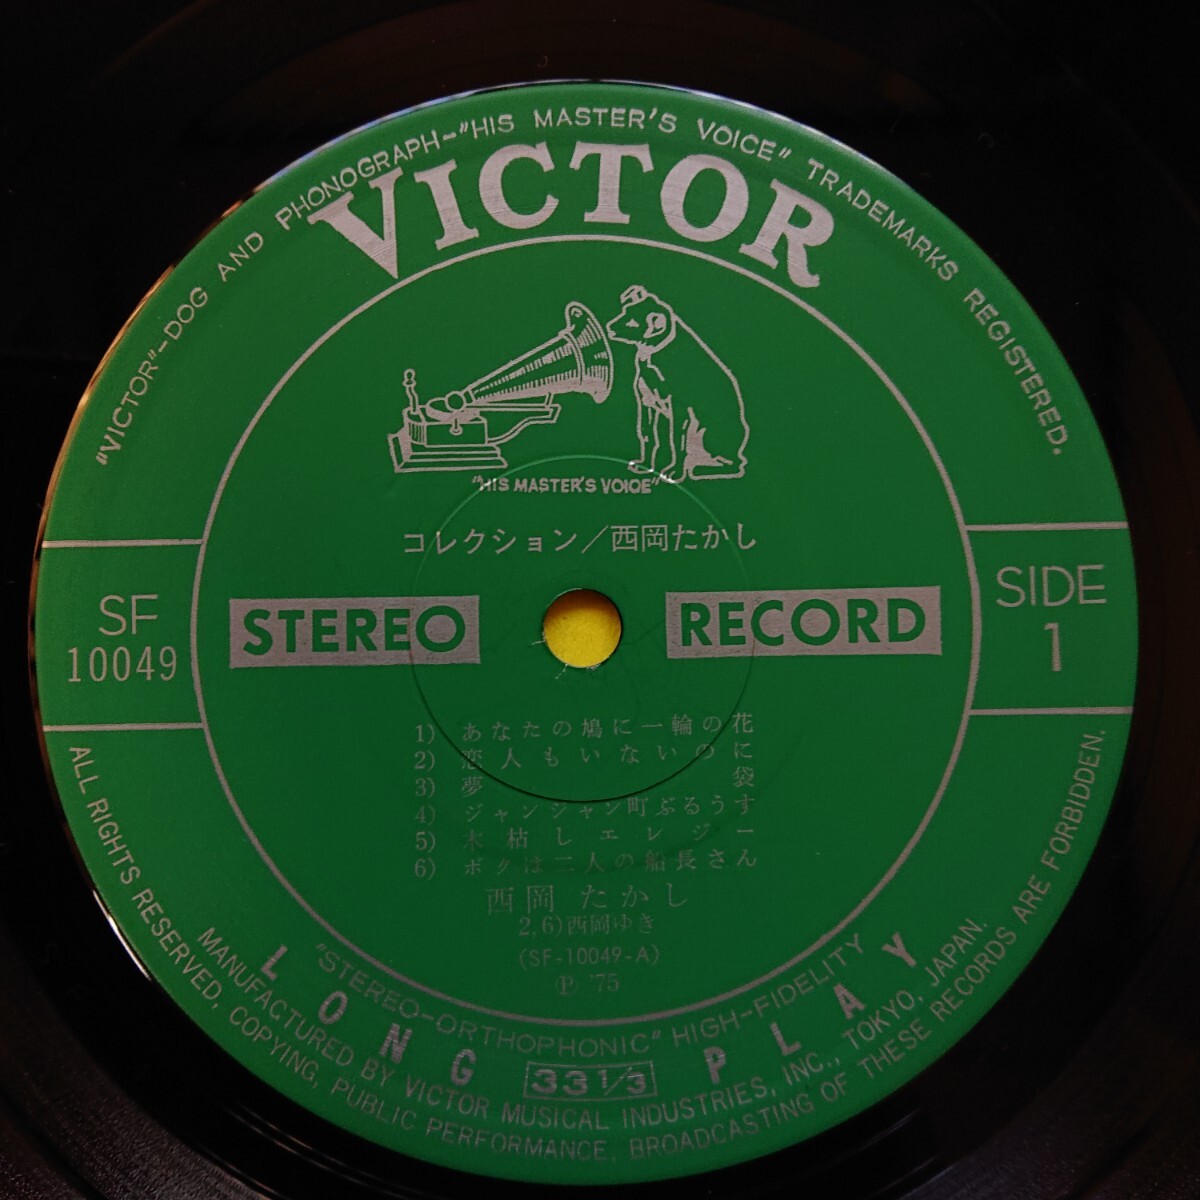 "VICTOR"-DOG AND PHONOGRAPH-"HIS MASTER'S VOICE" TRADEMARKS REGISTERED.
VICTOR
"HIS MASTER'S VOICE"
コレクション/西岡たかし
SF
10049
STEREO
RECORD
SIDE
1
1) あなたの鳩に一輪の花
2) 恋人もいないのに
3) 夢袋
4) ジャンジャン町ぶるうす
5) 木枯しエレジー
6) ボクは二人の船長さん
西岡たかし
2,6)西岡ゆき
(SF-10049-A)
Ⓟ '75
"STEREO-ORTHOPHONIC" HIGH-FIDELITY
LONG PLAY
33 1/3
MANUFACTURED BY VICTOR MUSICAL INDUSTRIES, INC., TOKYO, JAPAN.
ALL RIGHTS RESERVED, COPYING, PUBLIC PERFORMANCE, BROADCASTING OF THESE RECORDS ARE FORBIDDEN.